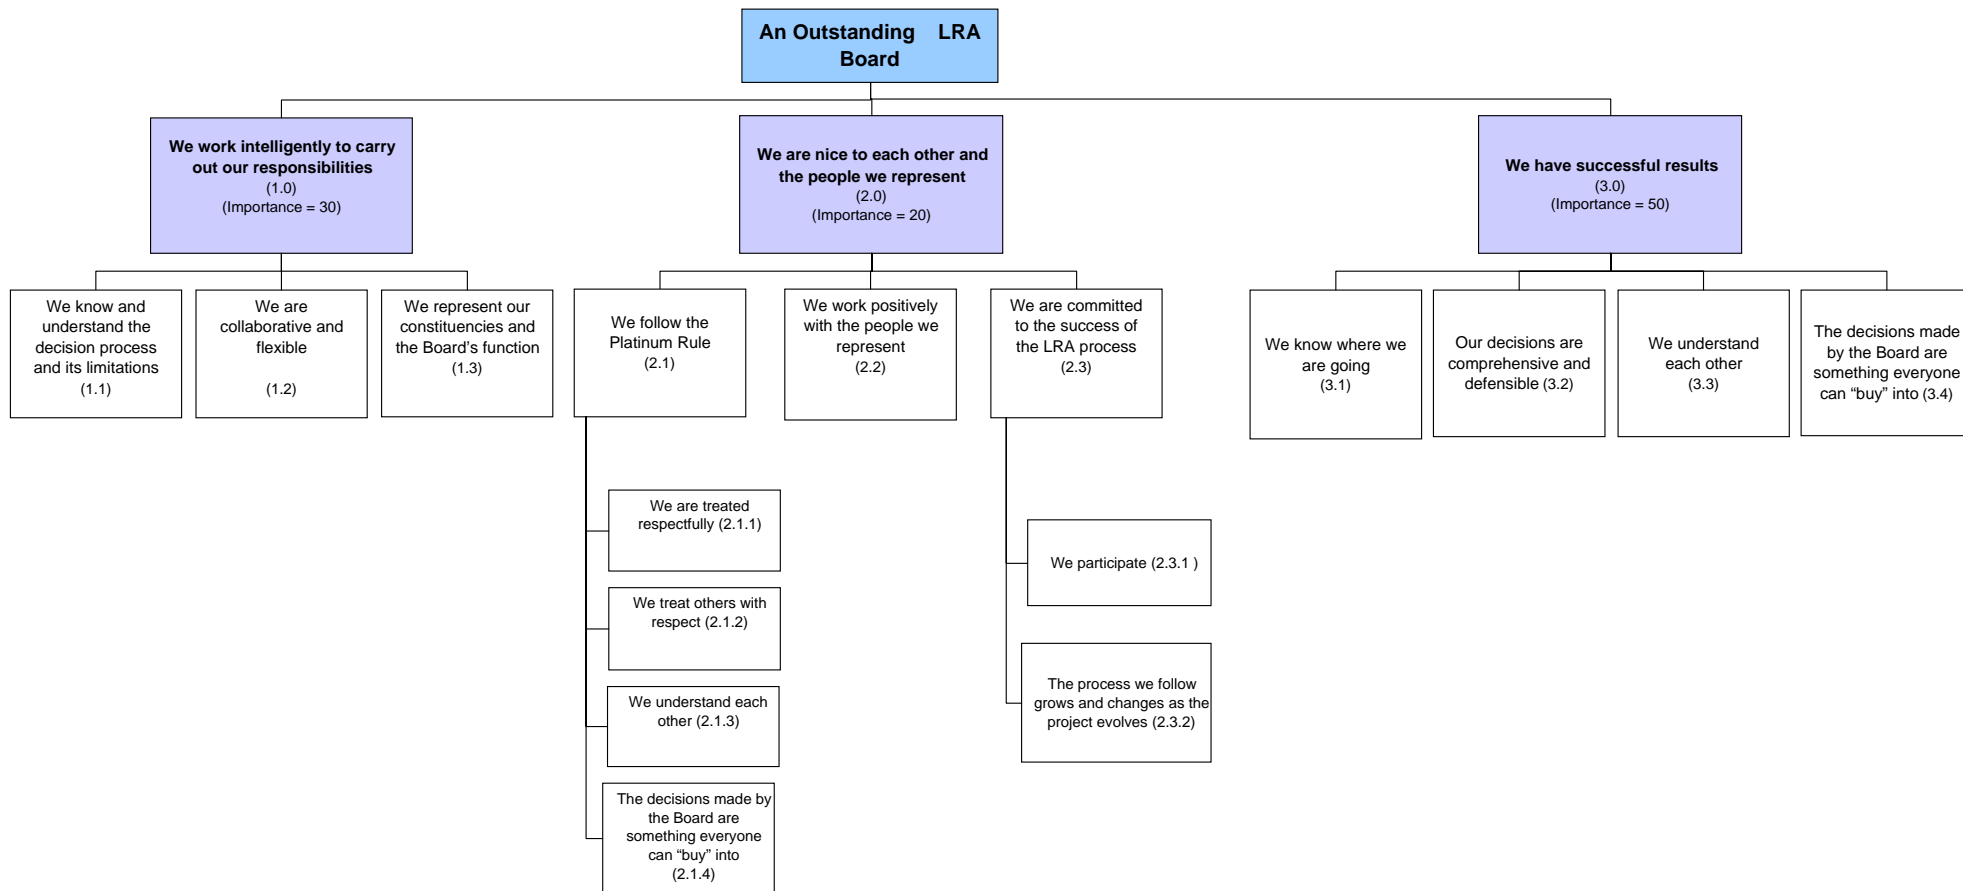 An Outstanding LRA
Board
We work intelligently to carry
out our responsibilities
(1.0)
(Importance = 30)
We are nice to each other and
the people we represent
(2.0)
(Importance = 20)
We have successful results
(3.0)
(Importance = 50)
We know and
understand the
decision process
and its limitations
(1.1)
We are
collaborative and
flexible
(1.2)
We represent our
constituencies and
the Board’s function
(1.3)
We follow the
Platinum Rule
(2.1)
We work positively
with the people we
represent
(2.2)
We are committed
to the success of
the LRA process
(2.3)
We know where we
are going
(3.1)
Our decisions are
comprehensive and
defensible (3.2)
We understand
each other
(3.3)
The decisions made
by the Board are
something everyone
can “buy” into (3.4)
We are treated
respectfully (2.1.1)
We treat others with
respect (2.1.2)
We understand each
other (2.1.3)
The decisions made by
the Board are
something everyone
can “buy” into
(2.1.4)
We participate (2.3.1 )
The process we follow
grows and changes as the
project evolves (2.3.2)